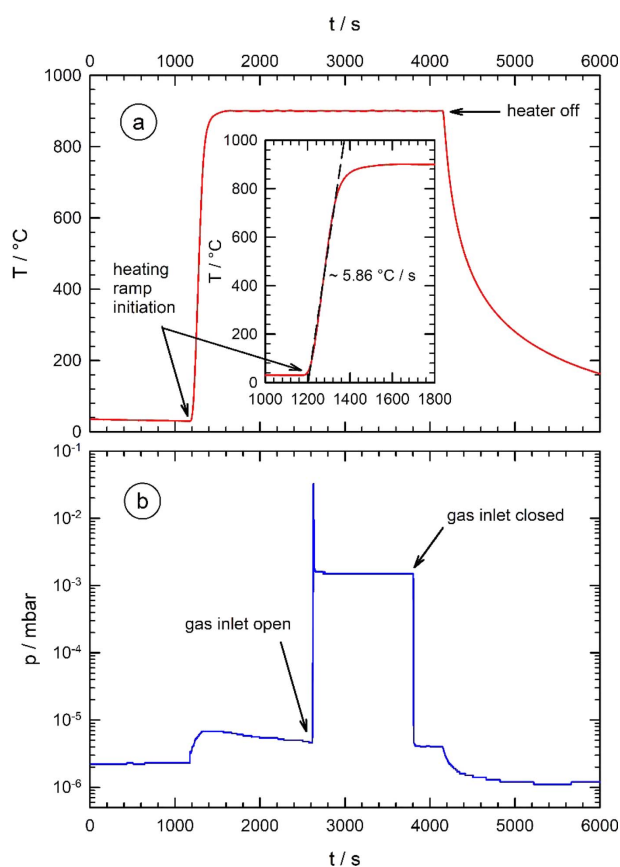 t / s
0 1000 2000 3000 4000 5000 6000
1000
800
600
400
200
0
T / °C
a
heater off
heating
ramp
initiation
1000
800
600
400
200
0
T / °C
~ 5.86 °C / s
1000 1200 1400 1600 1800
b
10⁻¹
10⁻²
10⁻³
10⁻⁴
10⁻⁵
10⁻⁶
p / mbar
gas inlet closed
gas inlet open
0 1000 2000 3000 4000 5000 6000
t / s